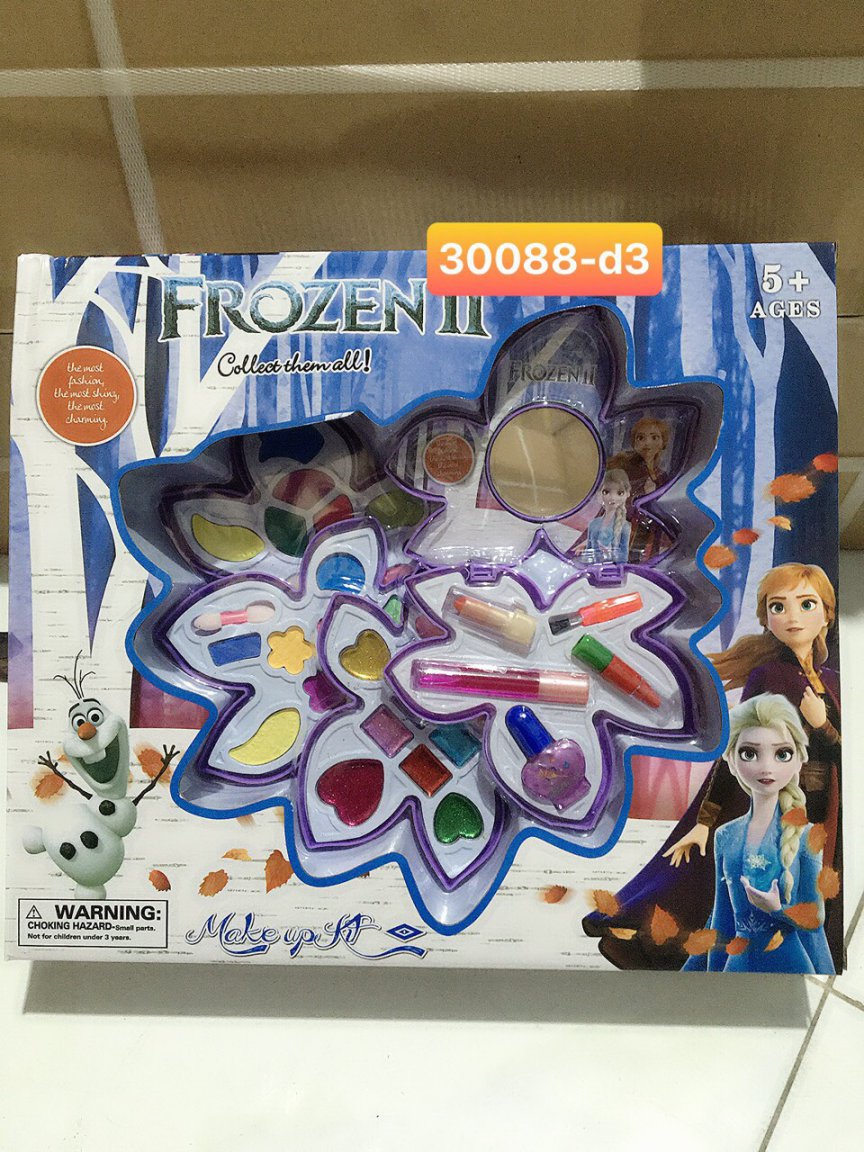 30088-d3
FROZEN II
5+
AGES
Collect them all!
the most
fashion,
the most shing,
the most
charming.
FROZEN II
⚠ WARNING:
CHOKING HAZARD-Small parts.
Not for children under 3 years.
Make up Kit